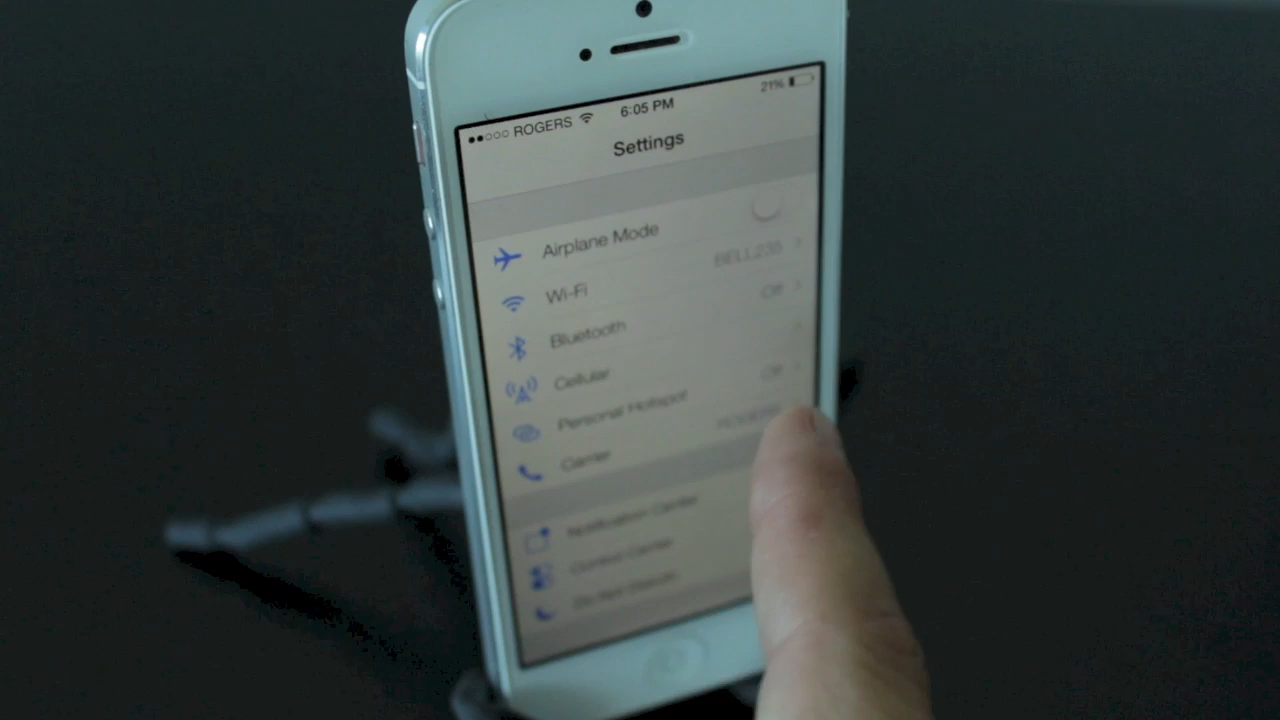 ROGERS 6:05 PM 21%
Settings
Airplane Mode
Wi-Fi BELL235
Bluetooth Off
Cellular
Personal Hotspot Off
Carrier
Notification Center
Control Center
Do Not Disturb